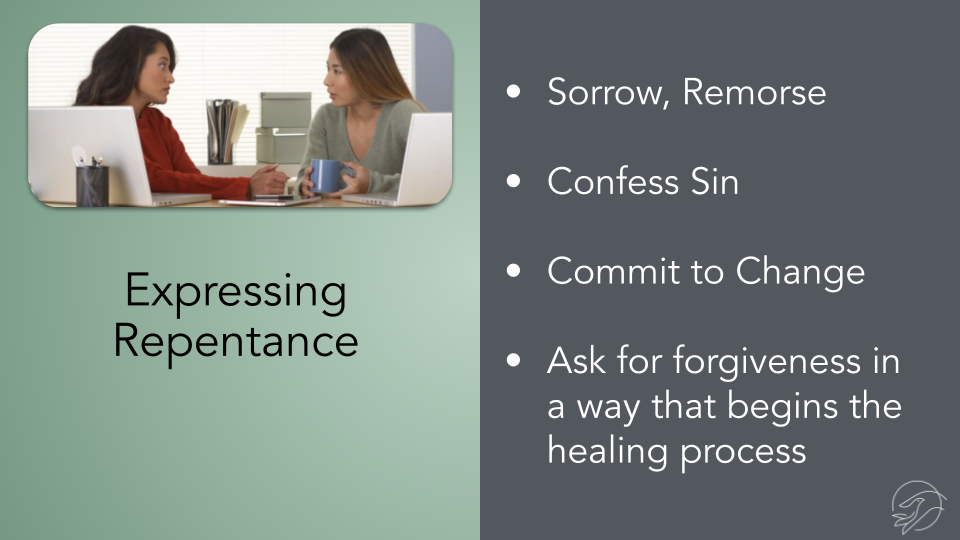 Expressing
Repentance
• Sorrow, Remorse
• Confess Sin
• Commit to Change
• Ask for forgiveness in
a way that begins the
healing process